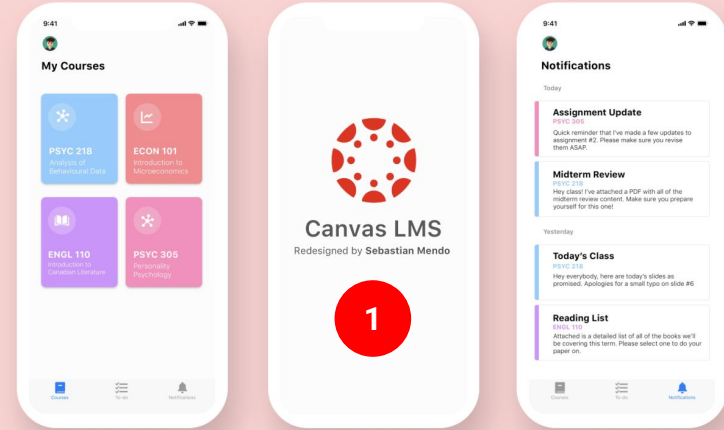 9:41
My Courses
PSYC 218
Analysis of
Behavioural Data
ECON 101
Introduction to
Microeconomics
ENGL 110
Introduction to
Canadian Literature
PSYC 305
Personality
Psychology
Courses
To-do
Notifications
Canvas LMS
Redesigned by Sebastian Mendo
1
9:41
Notifications
Today
Assignment Update
PSYC 305
Quick reminder that I've made a few updates to
assignment #2. Please make sure you revise
them ASAP.
Midterm Review
PSYC 218
Hey class! I've attached a PDF with all of the
midterm review content. Make sure you prepare
yourself for this one!
Yesterday
Today's Class
PSYC 218
Hey everybody, here are today's slides as
promised. Apologies for a small typo on slide #6
Reading List
ENGL 110
Attached is a detailed list of all of the books we'll
be covering this term. Please select one to do your
paper on.
Courses
To-do
Notifications